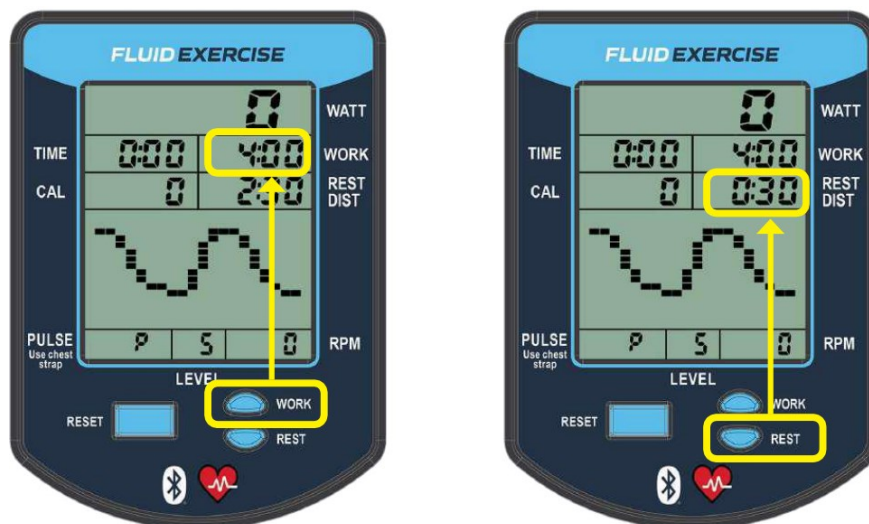 FLUID EXERCISE
0 WATT
TIME 0:00 4:00 WORK
CAL 0 2:30 REST
DIST
PULSE P 5 0 RPM
Use chest
strap
LEVEL
RESET WORK
REST
FLUID EXERCISE
0 WATT
TIME 0:00 4:00 WORK
CAL 0 0:30 REST
DIST
PULSE P 5 0 RPM
Use chest
strap
LEVEL
RESET WORK
REST